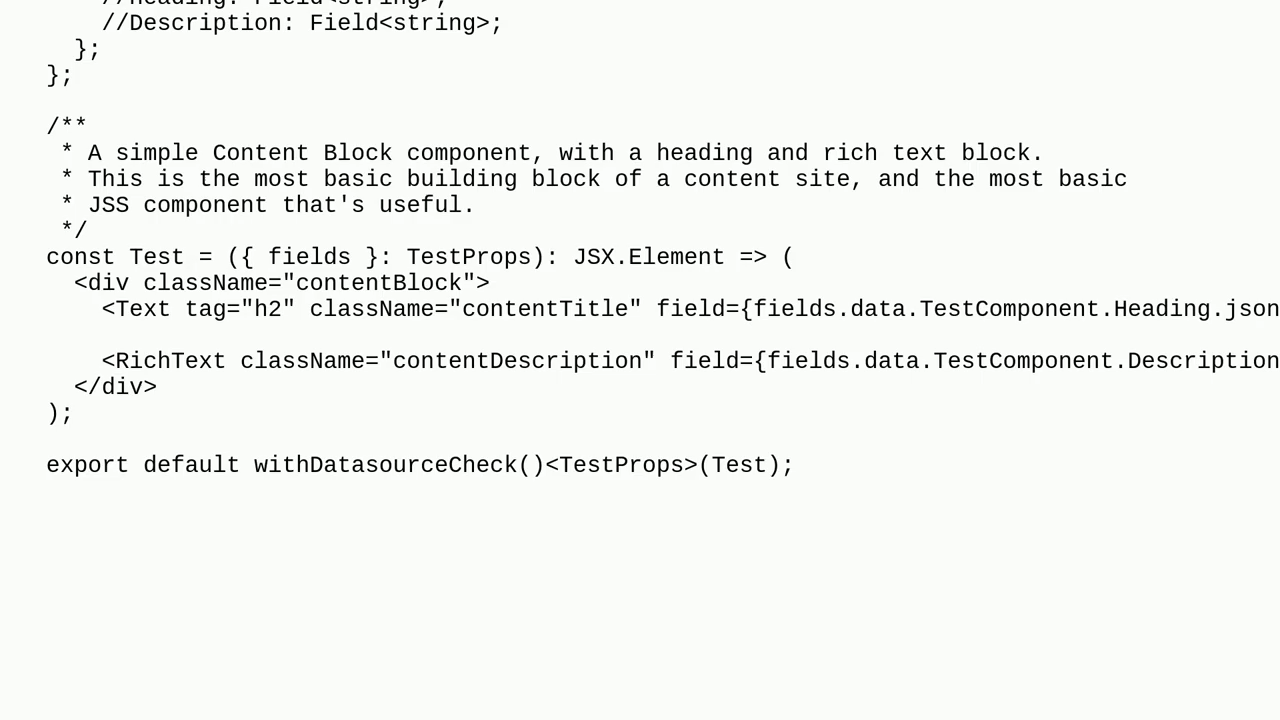 //Heading: Field<string>;
//Description: Field<string>;
};
};
/**
* A simple Content Block component, with a heading and rich text block.
* This is the most basic building block of a content site, and the most basic
* JSS component that's useful.
*/
const Test = ({ fields }: TestProps): JSX.Element => (
<div className="contentBlock">
<Text tag="h2" className="contentTitle" field={fields.data.TestComponent.Heading.json
<RichText className="contentDescription" field={fields.data.TestComponent.Description
</div>
);
export default withDatasourceCheck()<TestProps>(Test);